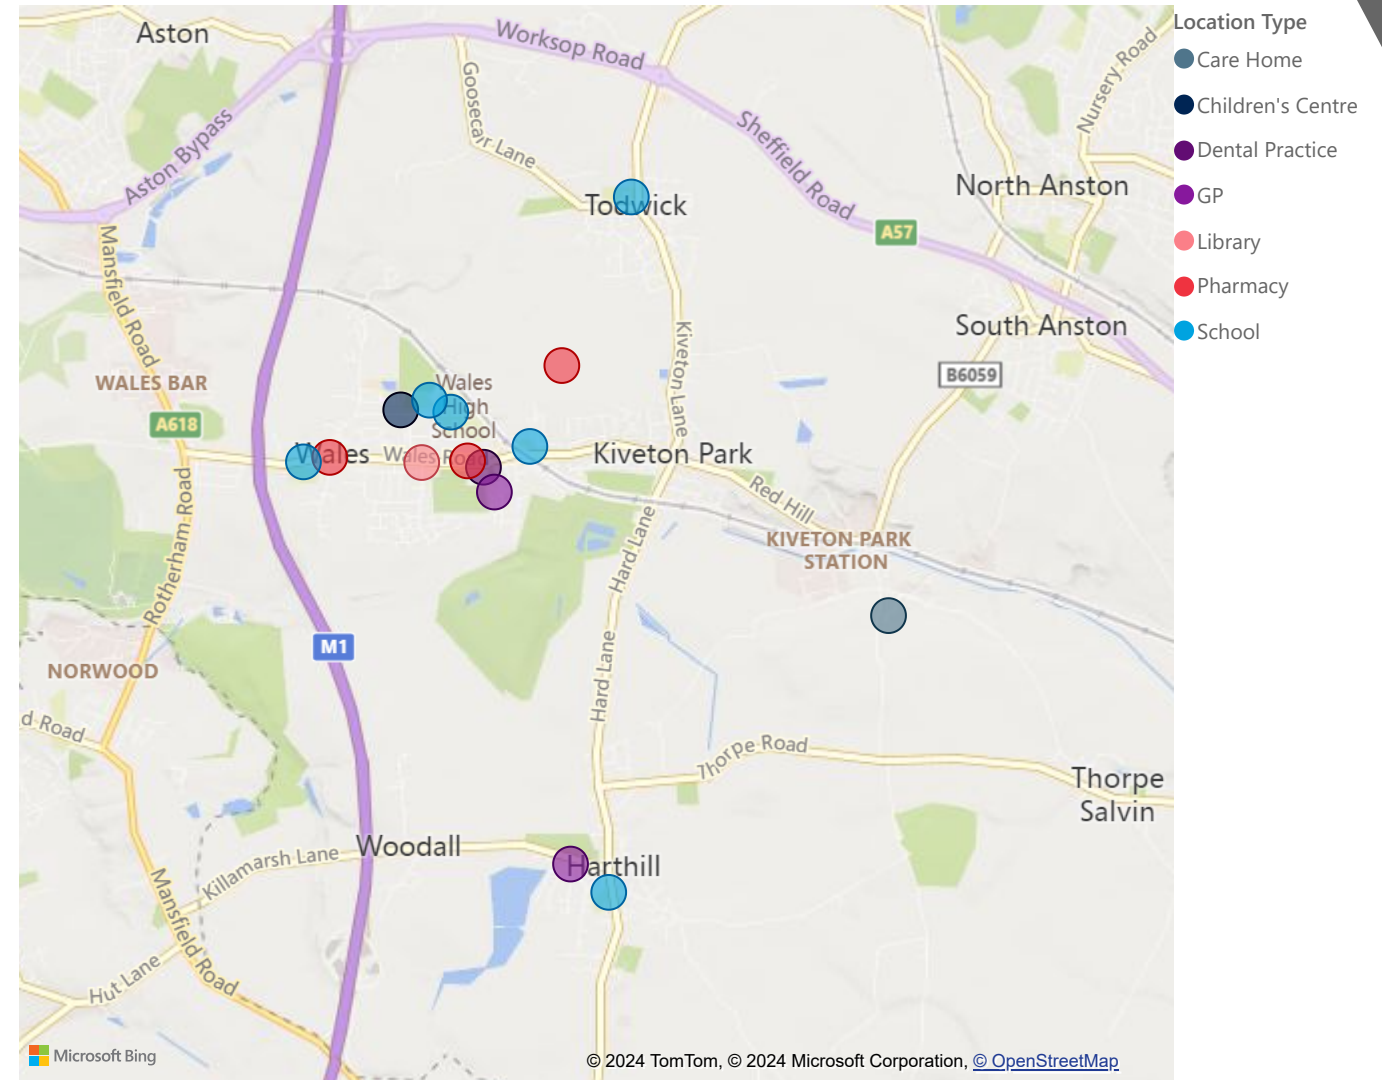 Aston
Worksop Road
Goosecar Lane
Nursery Road
Aston Bypass
Sheffield Road
North Anston
Todwick
A57
Mansfield Road
South Anston
Kiveton Lane
WALES BAR
Wales
High
School
B6059
A618
Wales
Wales Road
Kiveton Park
Red Hill
Rotherham Road
Hard Lane
KIVETON PARK
STATION
M1
NORWOOD
Hard Lane
d Road
Thorpe Road
Thorpe
Salvin
Woodall
Killamarsh Lane
Harthill
Mansfield Road
Hut Lane
Microsoft Bing
© 2024 TomTom, © 2024 Microsoft Corporation, © OpenStreetMap
Location Type
Care Home
Children's Centre
Dental Practice
GP
Library
Pharmacy
School